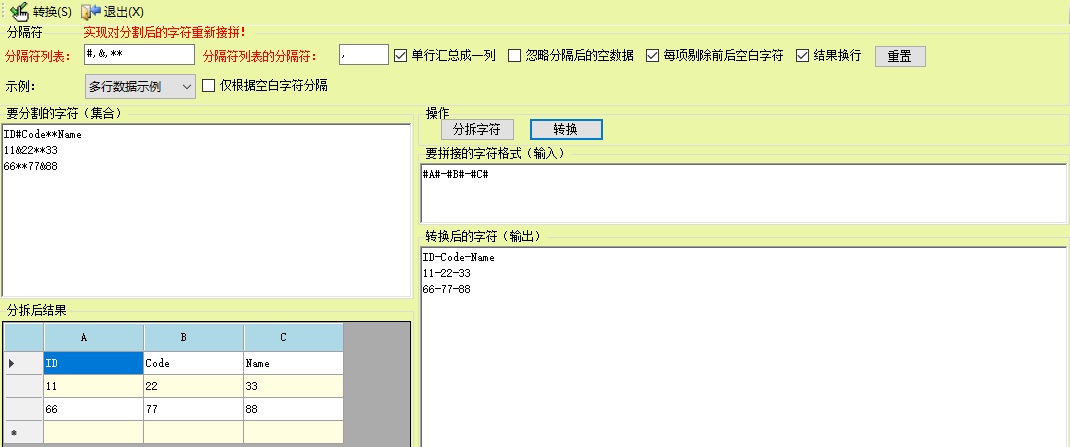 转换(S) 退出(X)
分隔符 实现对分割后的字符重新接拼!
分隔符列表: #,&,** 分隔符列表的分隔符: , 单行汇总成一列 忽略分隔后的空数据 每项剔除前后空白字符 结果换行 重置
示例: 多行数据示例 仅根据空白字符分隔
要分割的字符(集合)
ID#Code**Name
11&22**33
66**77&88
操作
分拆字符 转换
要拼接的字符格式(输入)
#A#-#B#-#C#
转换后的字符(输出)
ID-Code-Name
11-22-33
66-77-88
分拆后结果
A B C
ID Code Name
11 22 33
66 77 88